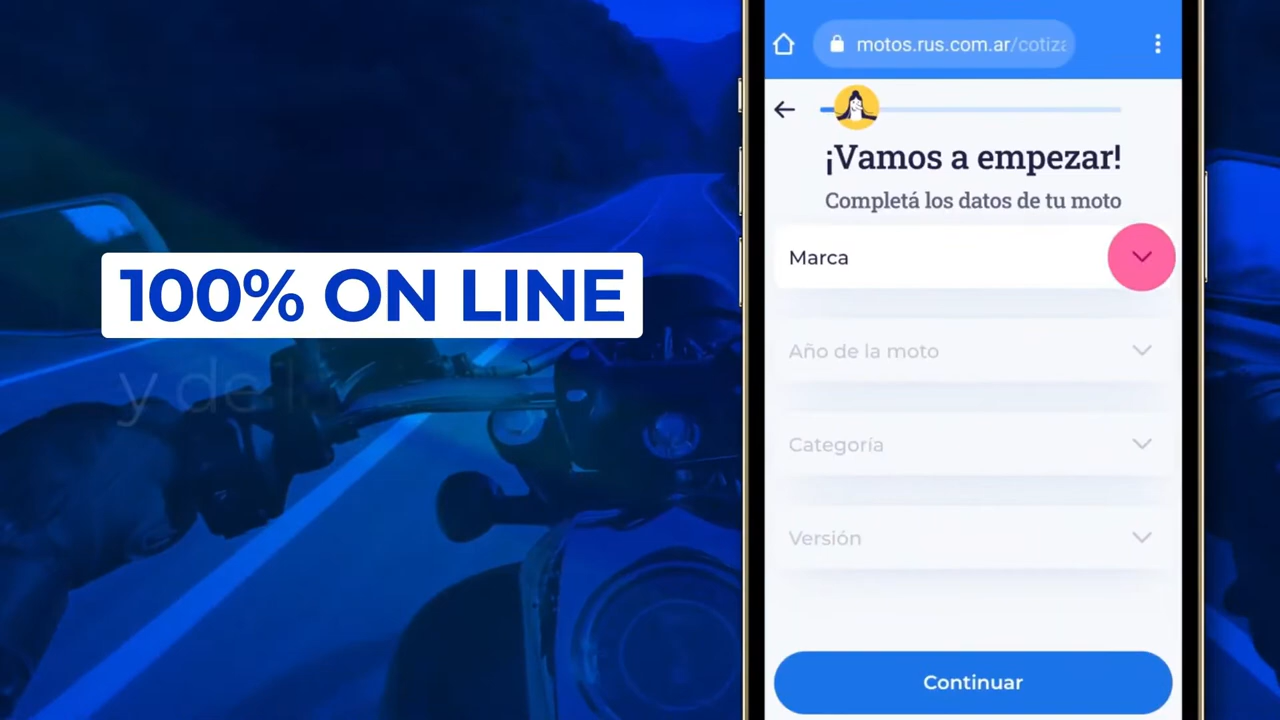 100% ON LINE
y de l
motos.rus.com.ar/cotiza
¡Vamos a empezar!
Completá los datos de tu moto
Marca
Año de la moto
Categoría
Versión
Continuar